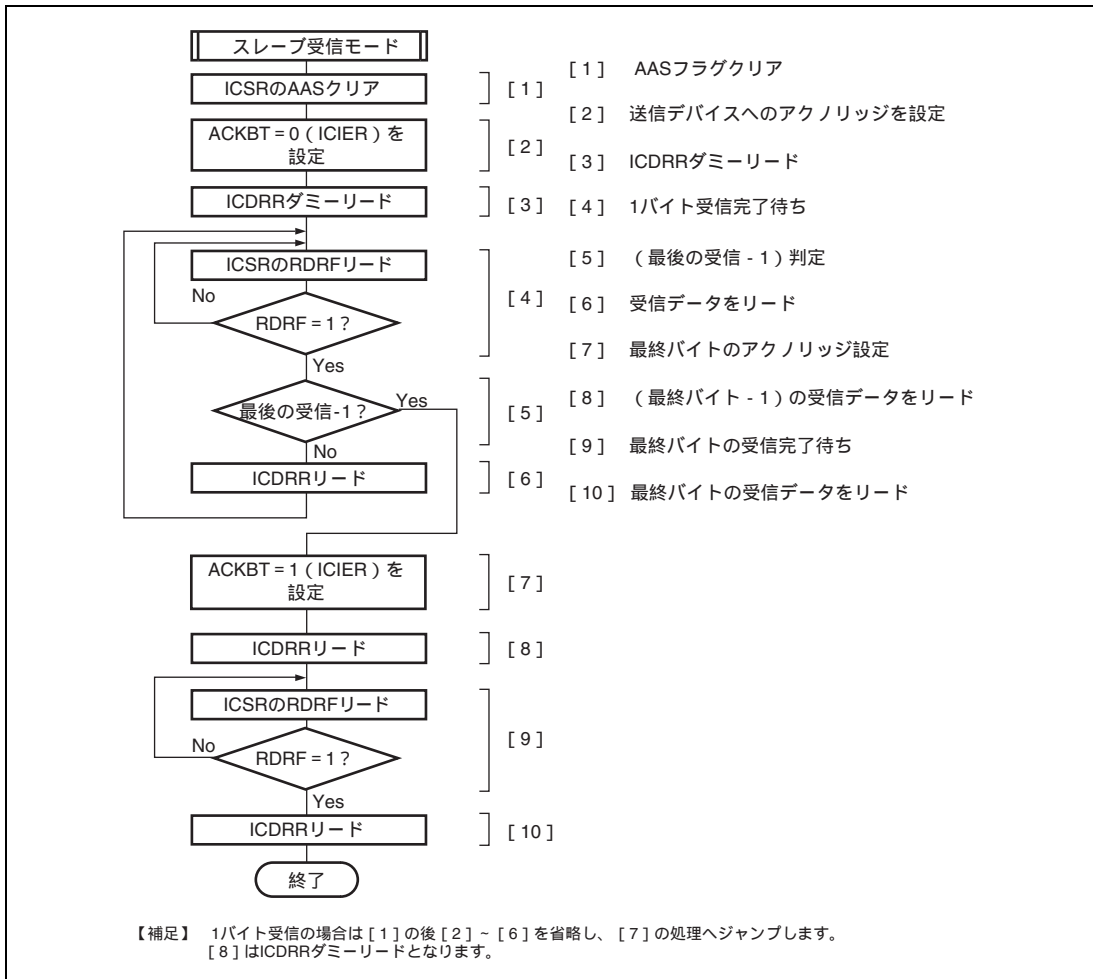 スレーブ受信モード
ICSRのAASクリア
[ 1 ]
ACKBT = 0 ( ICIER ) を
設定
[ 2 ]
ICDRRダミーリード
[ 3 ]
ICSRのRDRFリード
No
RDRF = 1 ?
[ 4 ]
Yes
最後の受信-1?
Yes
[ 5 ]
No
ICDRRリード
[ 6 ]
ACKBT = 1 ( ICIER ) を
設定
[ 7 ]
ICDRRリード
[ 8 ]
ICSRのRDRFリード
No
RDRF = 1 ?
[ 9 ]
Yes
ICDRRリード
[ 10 ]
終了
[ 1 ] AASフラグクリア
[ 2 ] 送信デバイスへのアクノリッジを設定
[ 3 ] ICDRRダミーリード
[ 4 ] 1バイト受信完了待ち
[ 5 ] ( 最後の受信 - 1 ) 判定
[ 6 ] 受信データをリード
[ 7 ] 最終バイトのアクノリッジ設定
[ 8 ] ( 最終バイト - 1 ) の受信データをリード
[ 9 ] 最終バイトの受信完了待ち
[ 10 ] 最終バイトの受信データをリード
【補足】 1バイト受信の場合は [ 1 ] の後 [ 2 ] ~ [ 6 ] を省略し、 [ 7 ] の処理へジャンプします。
[ 8 ] はICDRRダミーリードとなります。